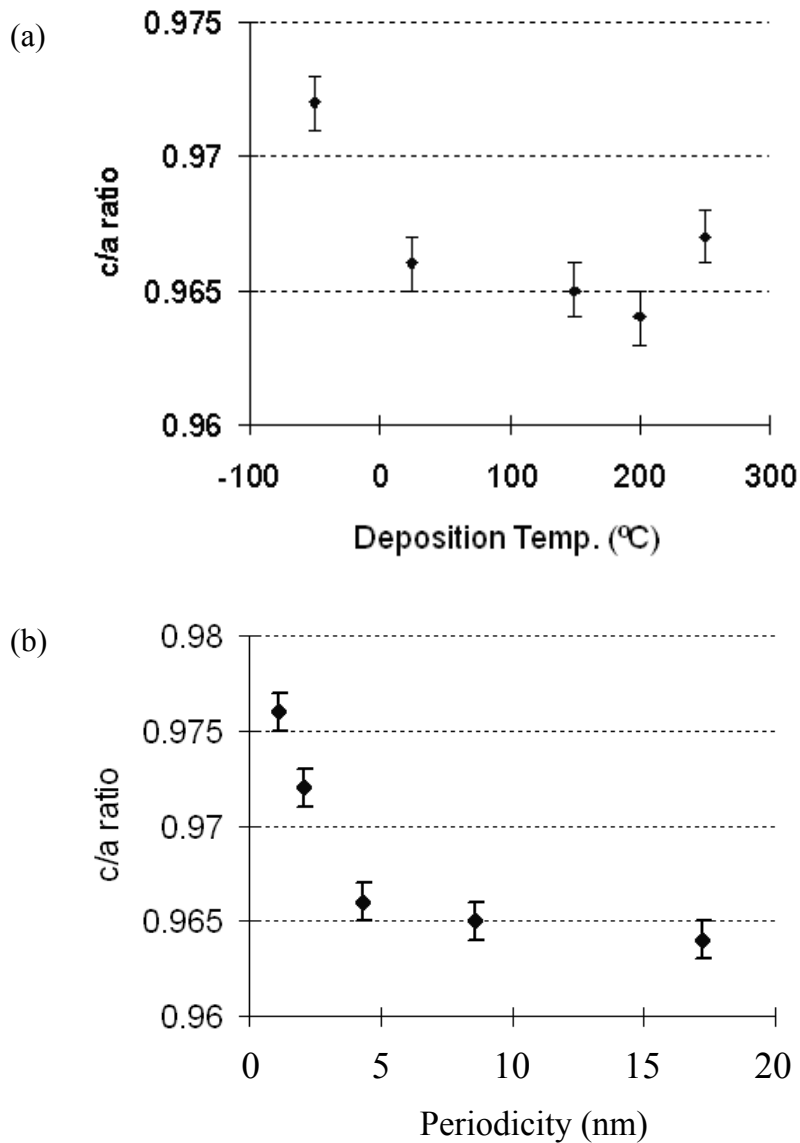 (a)
0.975
0.97
0.965
0.96
c/a ratio
-100 0 100 200 300
Deposition Temp. (ºC)
(b)
0.98
0.975
0.97
0.965
0.96
c/a ratio
0 5 10 15 20
Periodicity (nm)